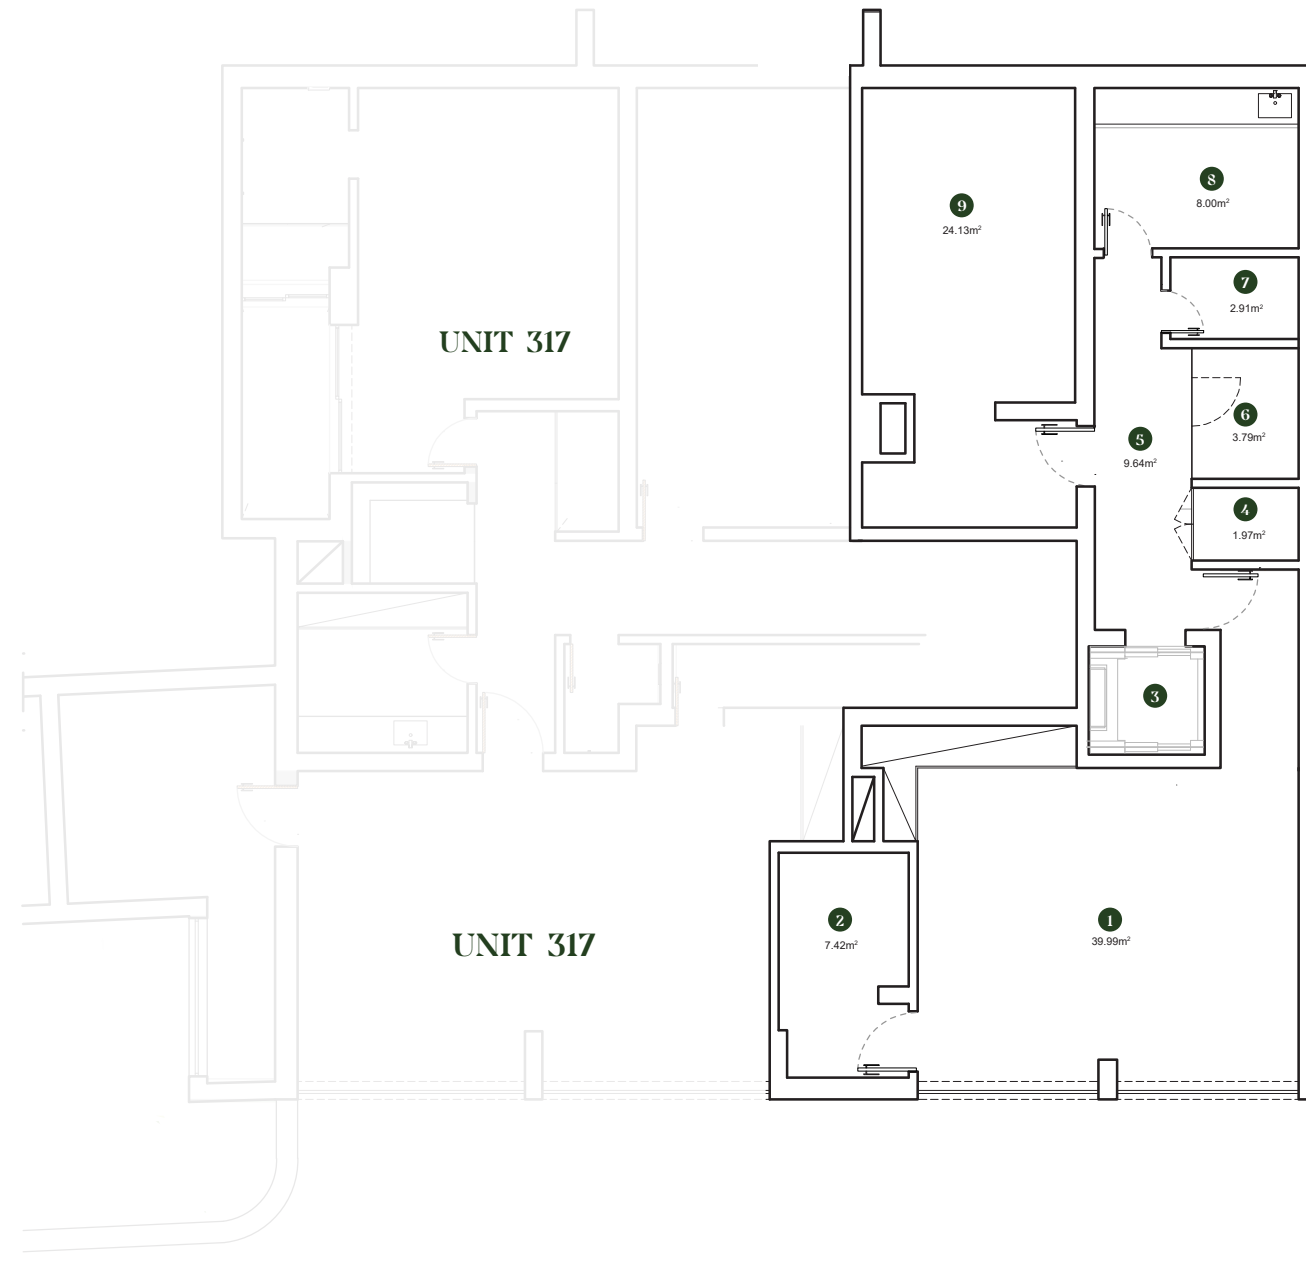 8
8.00m²
9
24.13m²
7
2.91m²
UNIT 317
6
3.79m²
5
9.64m²
4
1.97m²
3
2
7.42m²
1
39.99m²
UNIT 317